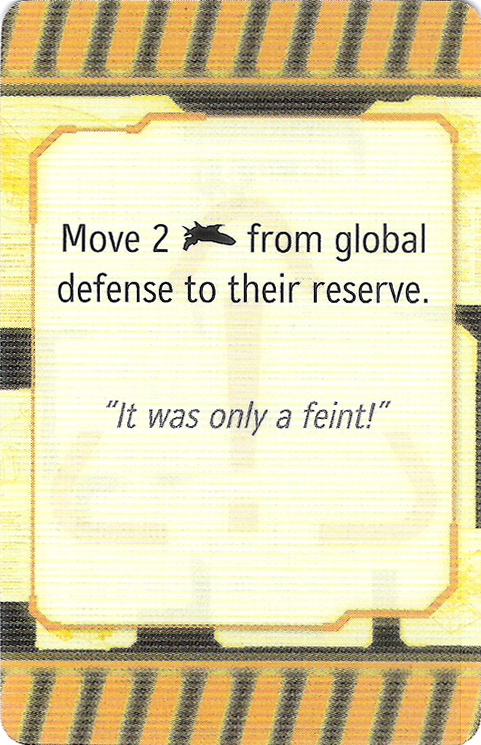 Move 2 from global
defense to their reserve.
“It was only a feint!”